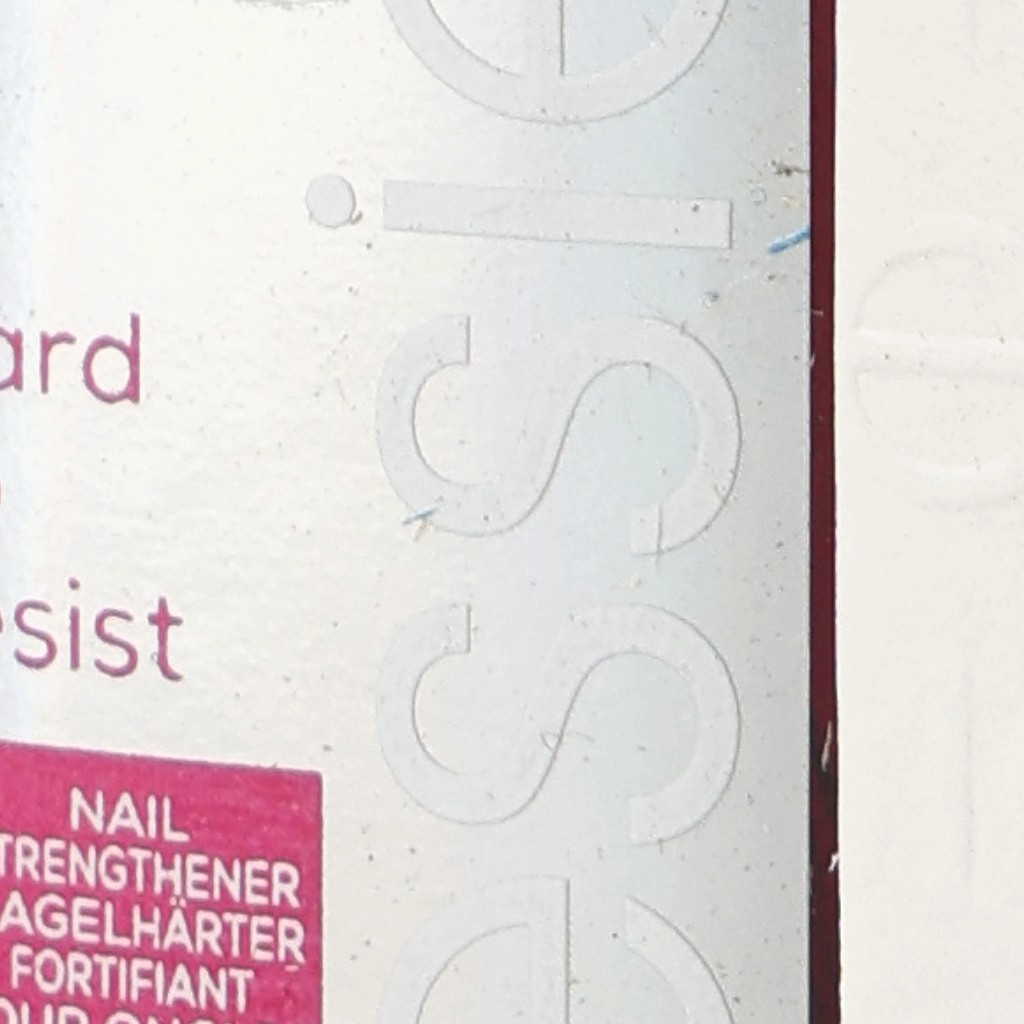 essie
ard
esist
NAIL
TRENGTHENER
AGELHÄRTER
FORTIFIANT